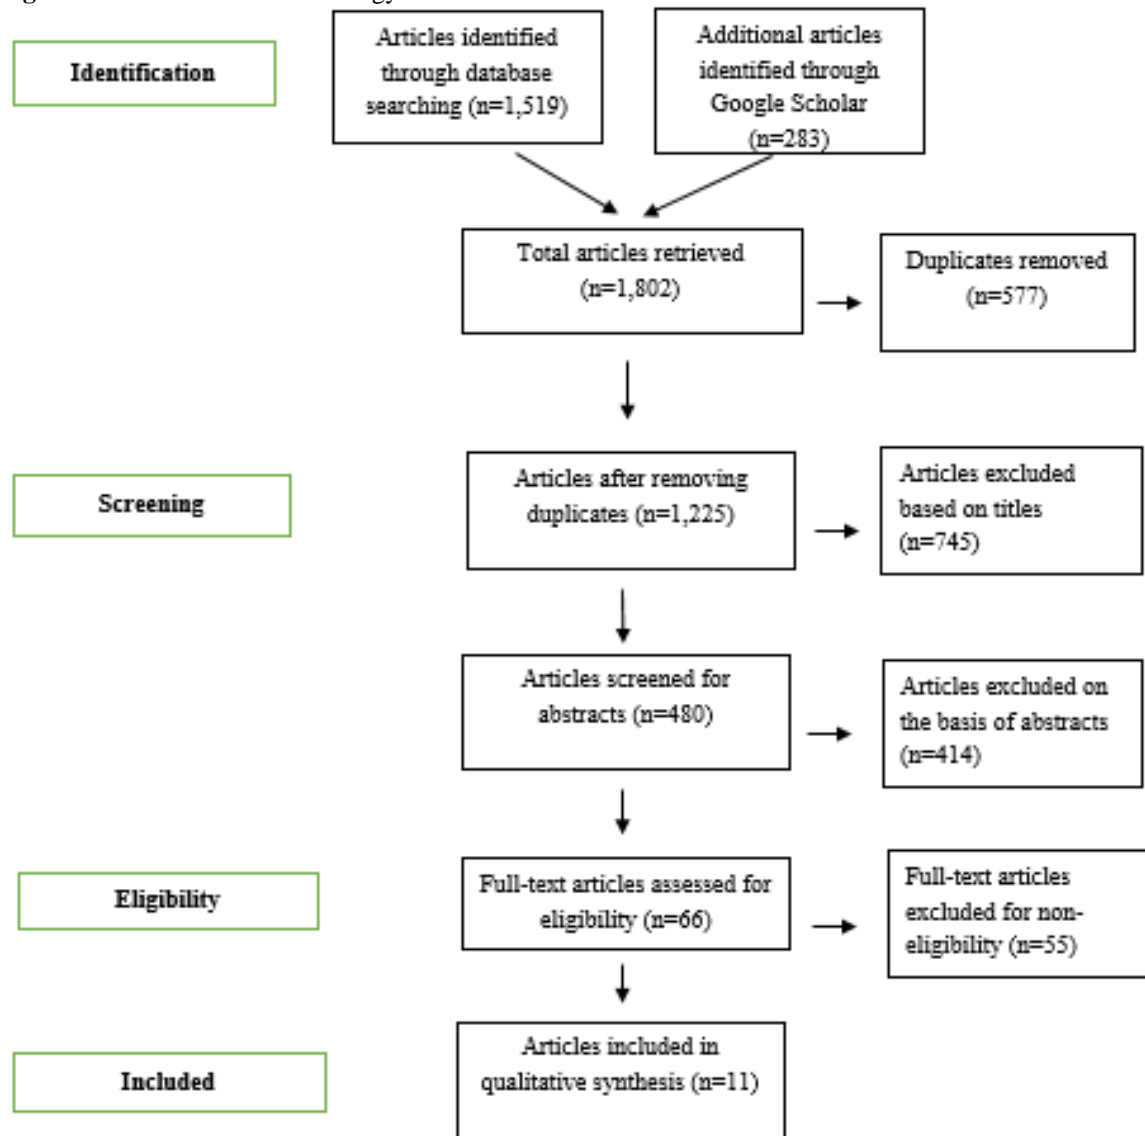 Identification
Articles identified
through database
searching (n=1,519)
Additional articles
identified through
Google Scholar
(n=283)
Total articles retrieved
(n=1,802)
Duplicates removed
(n=577)
Screening
Articles after removing
duplicates (n=1,225)
Articles excluded
based on titles
(n=745)
Articles screened for
abstracts (n=480)
Articles excluded on
the basis of abstracts
(n=414)
Eligibility
Full-text articles assessed for
eligibility (n=66)
Full-text articles
excluded for non-
eligibility (n=55)
Included
Articles included in
qualitative synthesis (n=11)